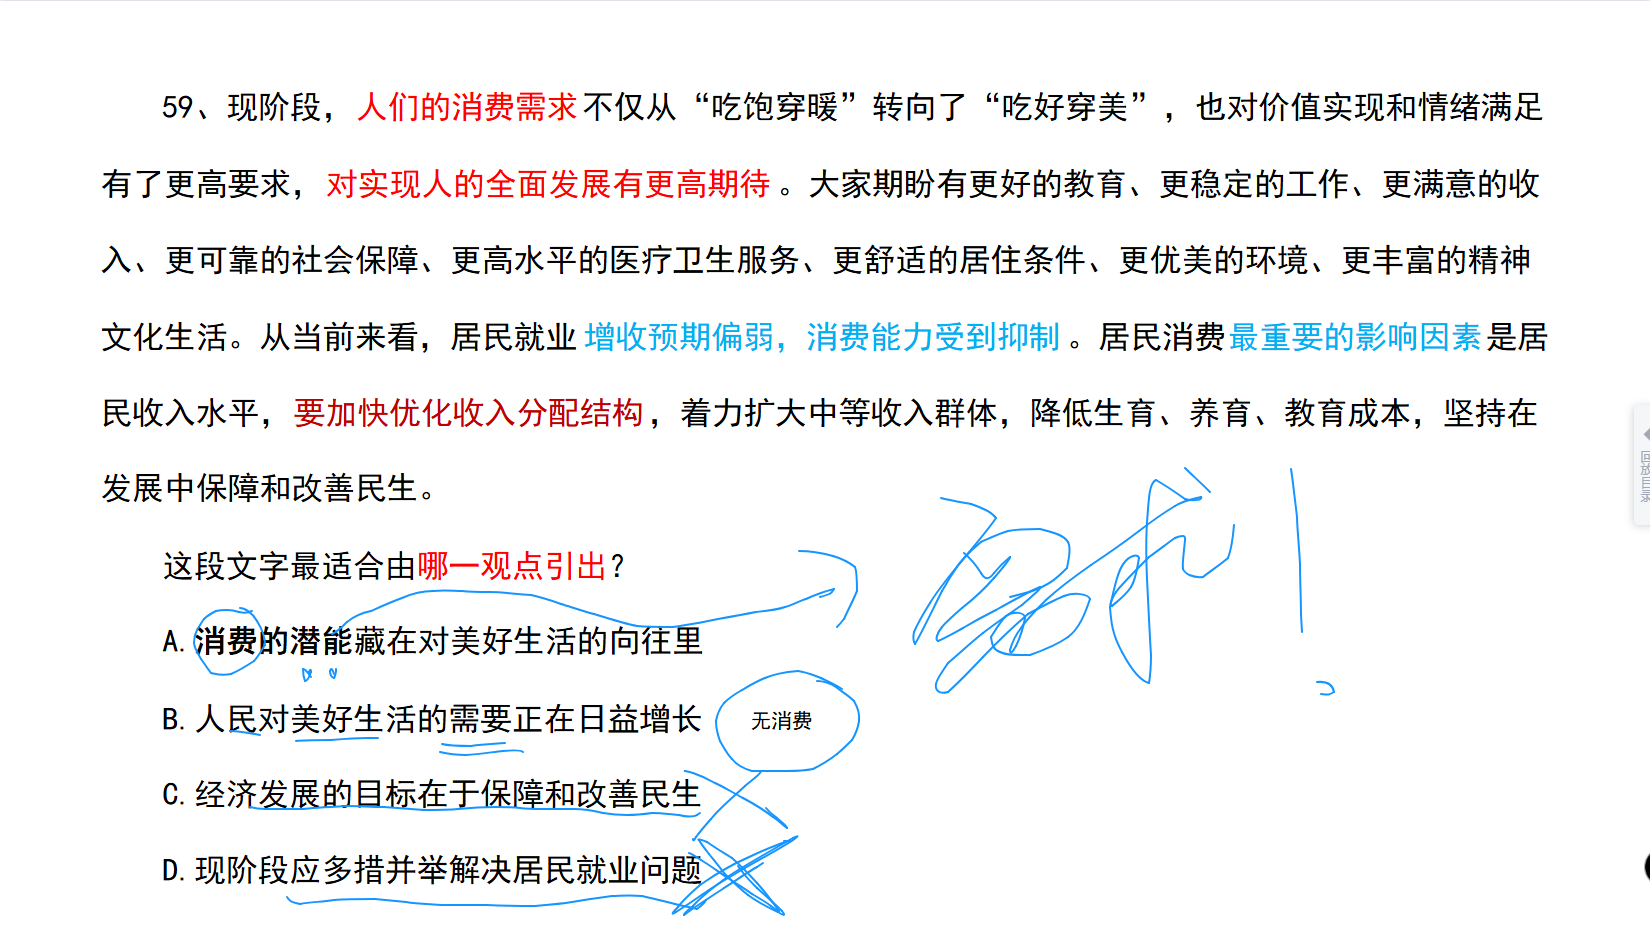 59、现阶段，人们的消费需求不仅从“吃饱穿暖”转向了“吃好穿美”，也对价值实现和情绪满足
有了更高要求，对实现人的全面发展有更高期待。大家期盼有更好的教育、更稳定的工作、更满意的收
入、更可靠的社会保障、更高水平的医疗卫生服务、更舒适的居住条件、更优美的环境、更丰富的精神
文化生活。从当前来看，居民就业增收预期偏弱，消费能力受到抑制。居民消费最重要的影响因素是居
民收入水平，要加快优化收入分配结构，着力扩大中等收入群体，降低生育、养育、教育成本，坚持在
发展中保障和改善民生。
这段文字最适合由哪一观点引出？
A. 消费的潜能藏在对美好生活的向往里
B. 人民对美好生活的需要正在日益增长
无消费
C. 经济发展的目标在于保障和改善民生
D. 现阶段应多措并举解决居民就业问题
回放目录